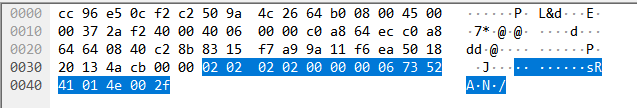 0000 cc 96 e5 0c f2 c2 50 9a 4c 26 64 b0 08 00 45 00 ······P· L&d···E·
0010 00 37 2a f2 40 00 40 06 00 00 c0 a8 64 ec c0 a8 ·7*·@·@· ····d···
0020 64 64 08 40 c2 8b 83 15 f7 a9 9a 11 f6 ea 50 18 dd·@···· ······P·
0030 20 13 4a cb 00 00 02 02 02 02 00 00 00 06 73 52 ·J····· ······sR
0040 41 01 4e 00 2f A·N·/